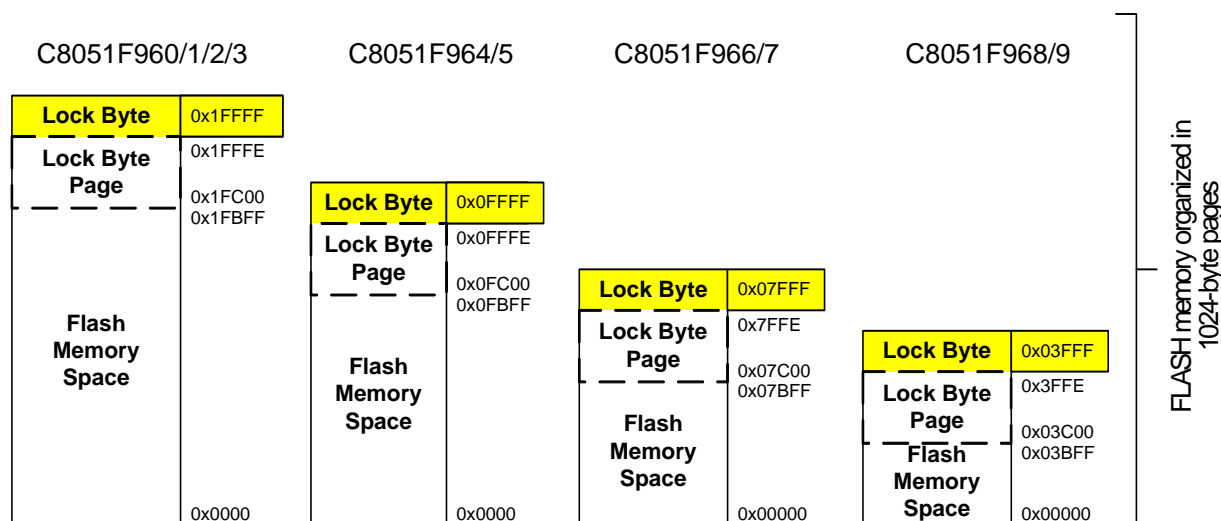 C8051F960/1/2/3
Lock Byte
0x1FFFF
Lock Byte
Page
0x1FFFE
0x1FC00
0x1FBFF
Flash
Memory
Space
0x0000
C8051F964/5
Lock Byte
0x0FFFF
Lock Byte
Page
0x0FFFE
0x0FC00
0x0FBFF
Flash
Memory
Space
0x0000
C8051F966/7
Lock Byte
0x07FFF
Lock Byte
Page
0x7FFE
0x07C00
0x07BFF
Flash
Memory
Space
0x00000
C8051F968/9
Lock Byte
0x03FFF
Lock Byte
Page
0x3FFE
0x03C00
0x03BFF
Flash
Memory
Space
0x00000
FLASH memory organized in
1024-byte pages